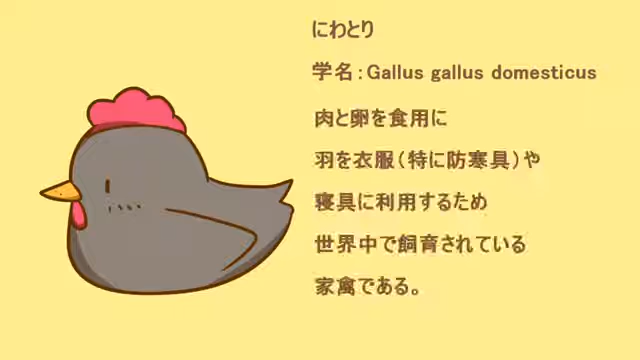 にわとり
学名：Gallus gallus domesticus
肉と卵を食用に
羽を衣服（特に防寒具）や
寝具に利用するため
世界中で飼育されている
家禽である。